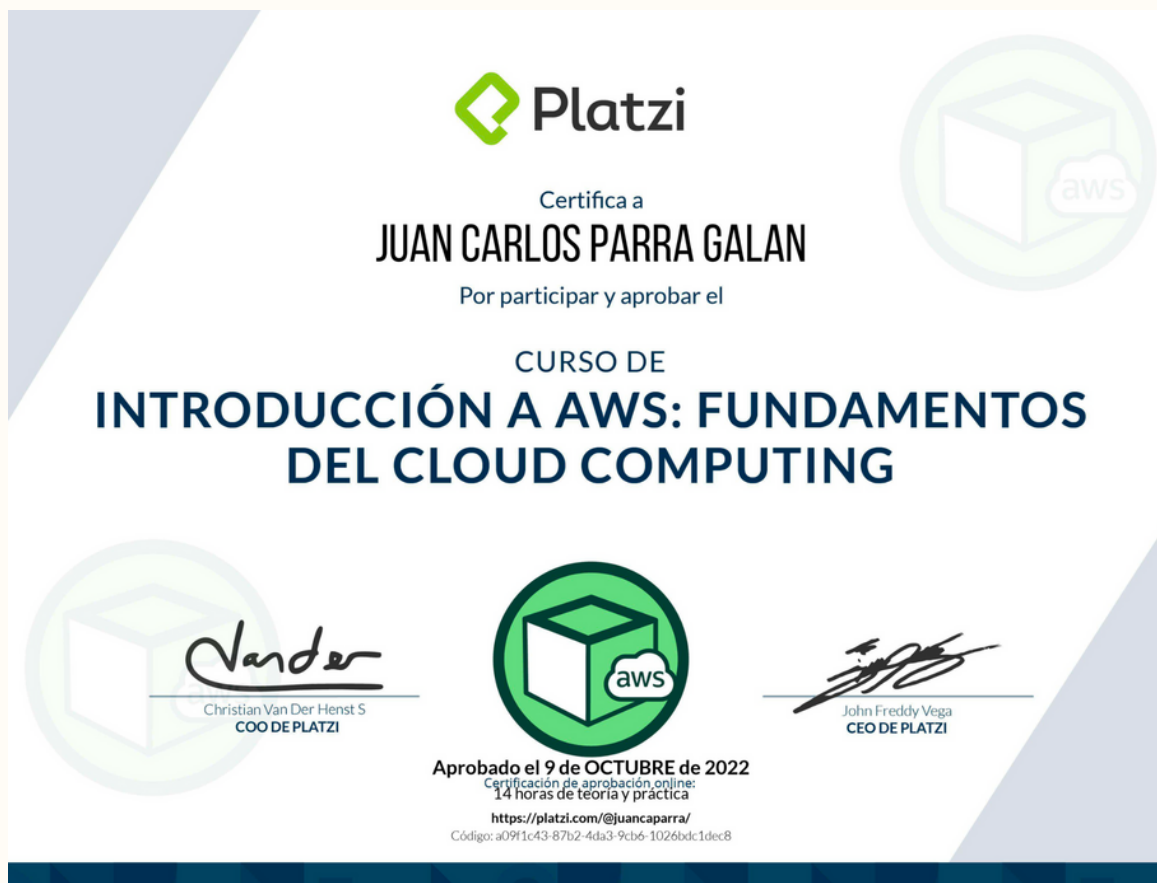 Platzi
aws
Certifica a
JUAN CARLOS PARRA GALAN
Por participar y aprobar el
CURSO DE
INTRODUCCIÓN A AWS: FUNDAMENTOS
DEL CLOUD COMPUTING
Vander
aws
aws
Christian Van Der Henst S
COO DE PLATZI
John Freddy Vega
CEO DE PLATZI
Aprobado el 9 de OCTUBRE de 2022
Certificación de aprobación online:
14 horas de teoría y práctica
https://platzi.com/@juancaparra/
Código: a09f1c43-87b2-4da3-9cb6-1026bdc1dec8